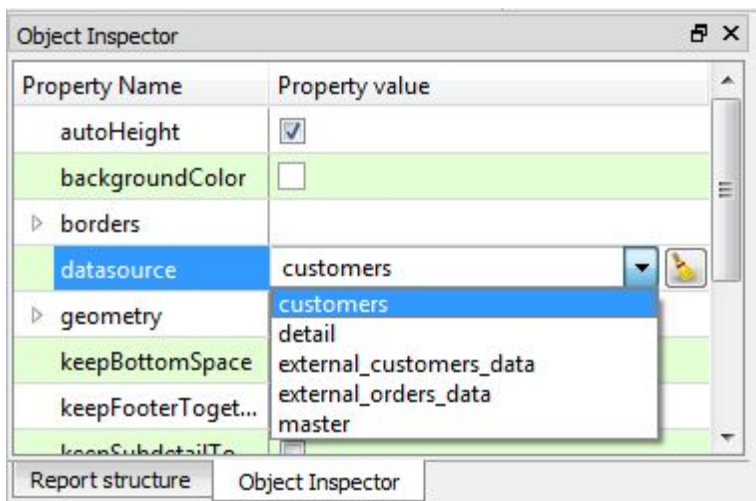 Object Inspector
Property Name Property value
autoHeight
backgroundColor
borders
datasource customers
customers
geometry
detail
keepBottomSpace external_customers_data
external_orders_data
keepFooterToget...
master
keepSubdetailTo
Report structure Object Inspector